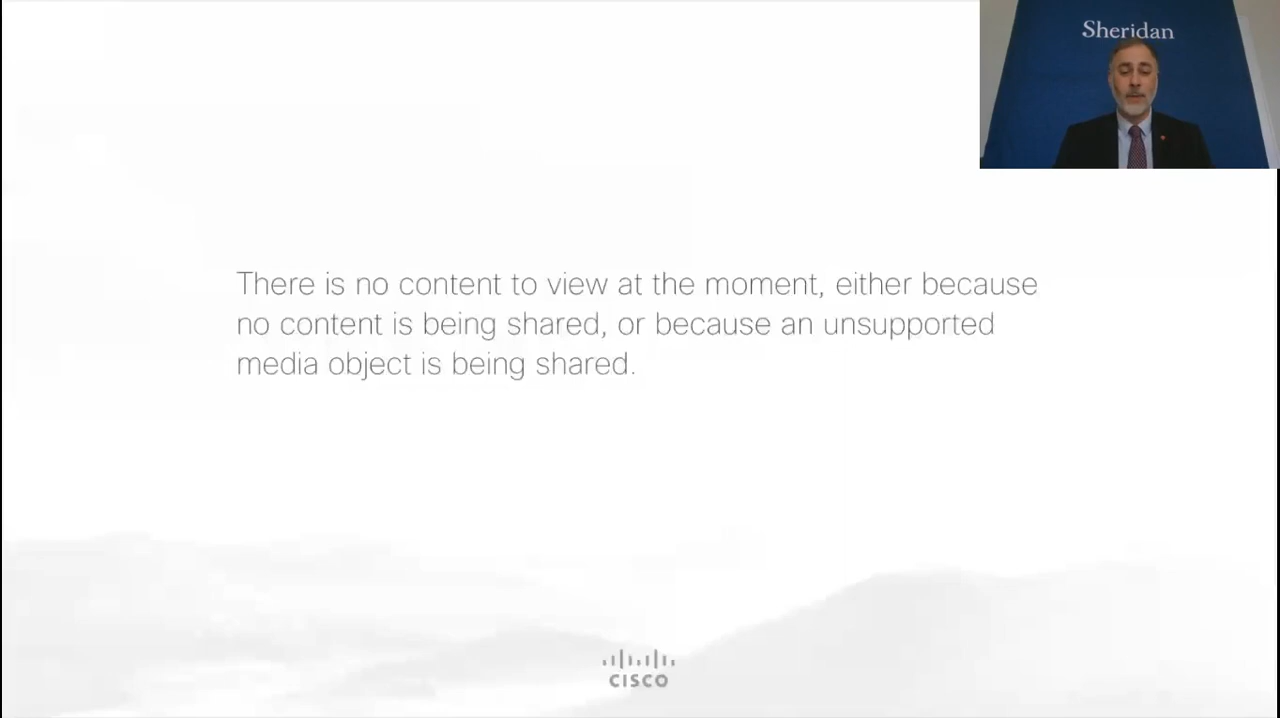 Sheridan
There is no content to view at the moment, either because
no content is being shared, or because an unsupported
media object is being shared.
CISCO